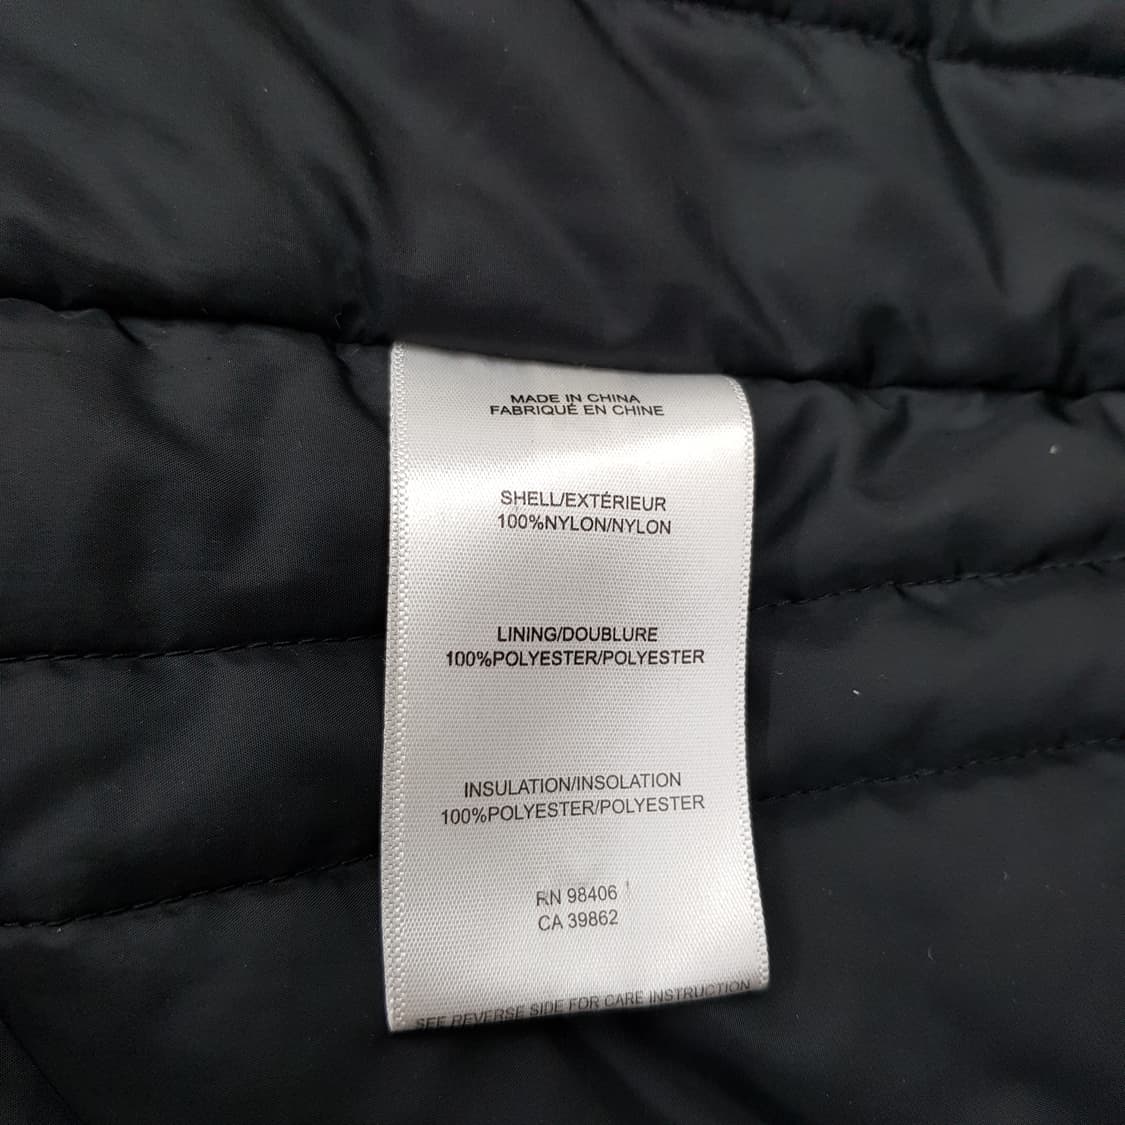 MADE IN CHINA
FABRIQUÉ EN CHINE
SHELL/EXTÉRIEUR
100%NYLON/NYLON
LINING/DOUBLURE
100%POLYESTER/POLYESTER
INSULATION/INSOLATION
100%POLYESTER/POLYESTER
RN 98406
CA 39862
SEE REVERSE SIDE FOR CARE INSTRUCTION